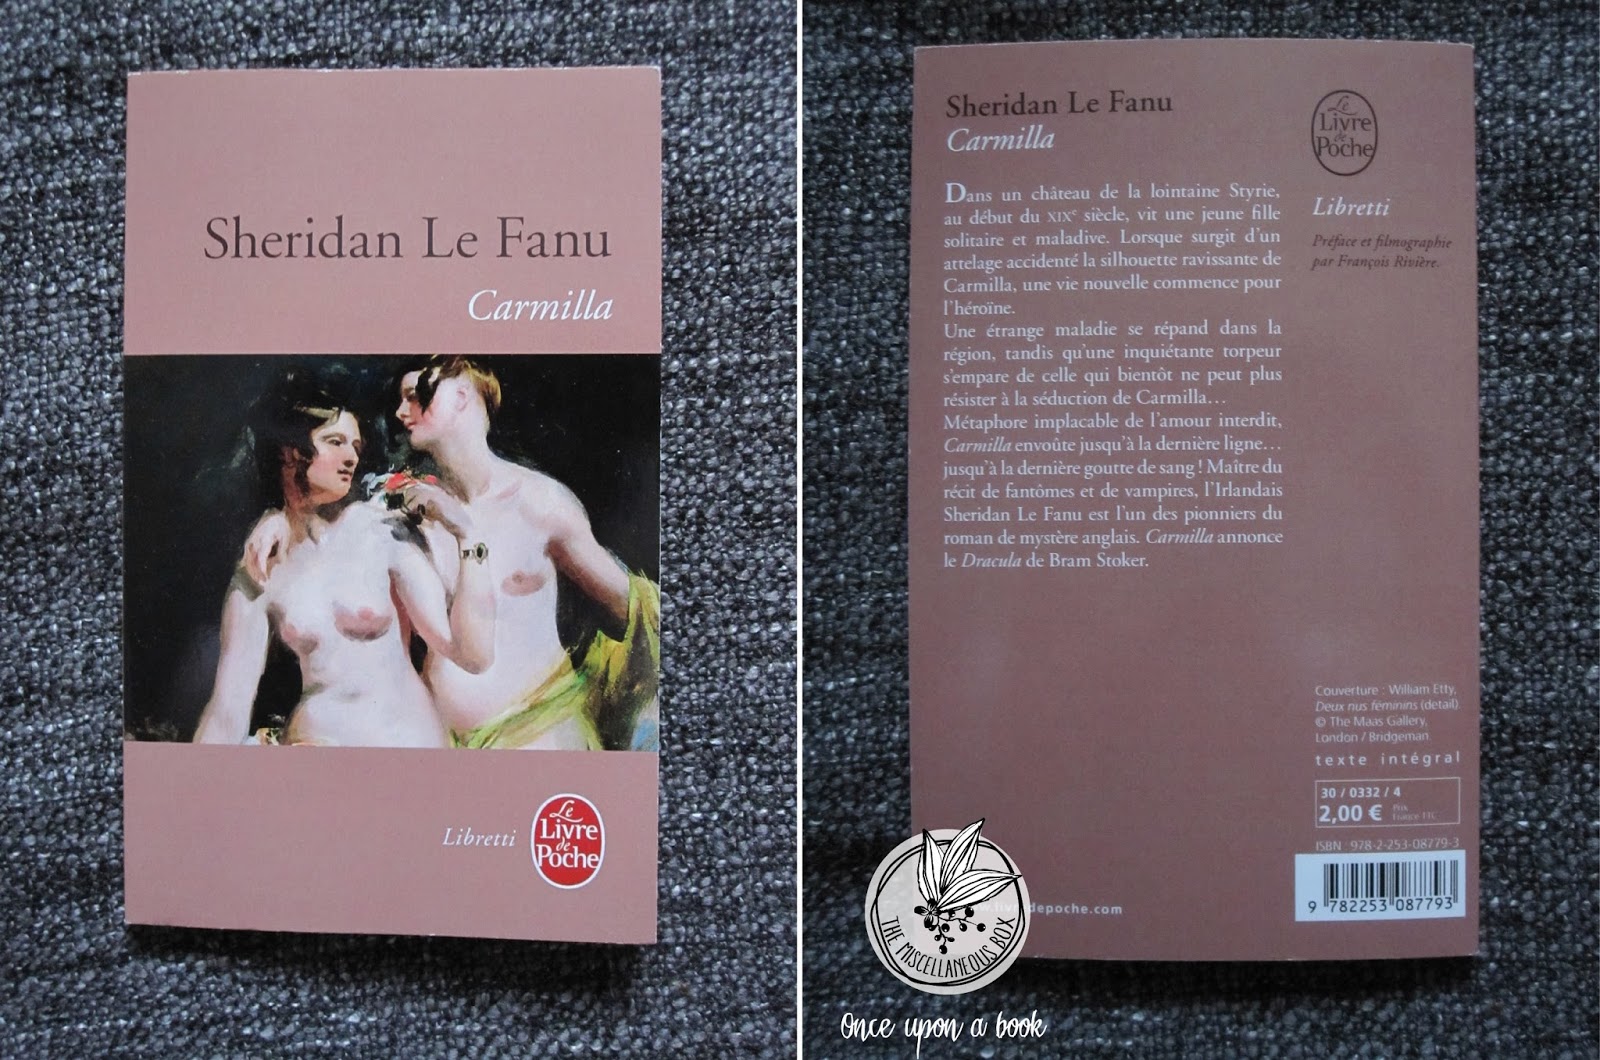 Sheridan Le Fanu
Carmilla
Libretti
Le
Livre
de
Poche
Sheridan Le Fanu
Carmilla
Dans un château de la lointaine Styrie,
au début du XIXe siècle, vit une jeune fille
solitaire et maladive. Lorsque surgit d'un
attelage accidenté la silhouette ravissante de
Carmilla, une vie nouvelle commence pour
l'héroïne.
Une étrange maladie se répand dans la
région, tandis qu'une inquiétante torpeur
s'empare de celle qui bientôt ne peut plus
résister à la séduction de Carmilla…
Métaphore implacable de l'amour interdit,
Carmilla envoûte jusqu'à la dernière ligne…
jusqu'à la dernière goutte de sang ! Maître du
récit de fantômes et de vampires, l'Irlandais
Sheridan Le Fanu est l'un des pionniers du
roman de mystère anglais. Carmilla annonce
le Dracula de Bram Stoker.
Le
Livre
de
Poche
Libretti
Préface et filmographie
par François Rivière.
Couverture : William Etty,
Deux nus féminins (détail).
© The Maas Gallery,
London / Bridgeman.
texte intégral
30 / 0332 / 4
2,00 € Prix
France TTC
ISBN : 978-2-253-08779-3
9 782253 087793
depoche.com
THE MISCELLANEOUS BOX
Once upon a book